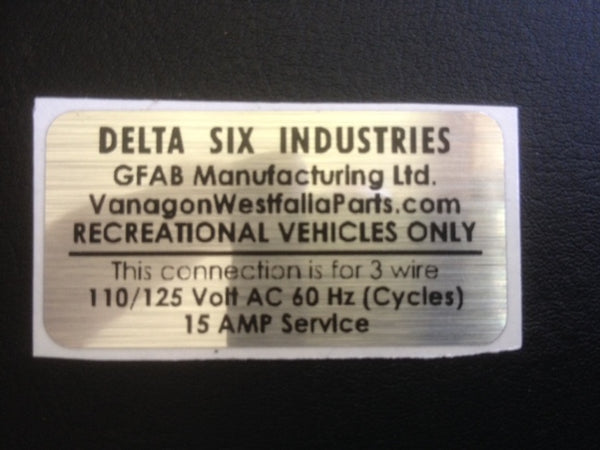 DELTA SIX INDUSTRIES
GFAB Manufacturing Ltd.
VanagonWestfallaParts.com
RECREATIONAL VEHICLES ONLY
This connection is for 3 wire
110/125 Volt AC 60 Hz (Cycles)
15 AMP Service